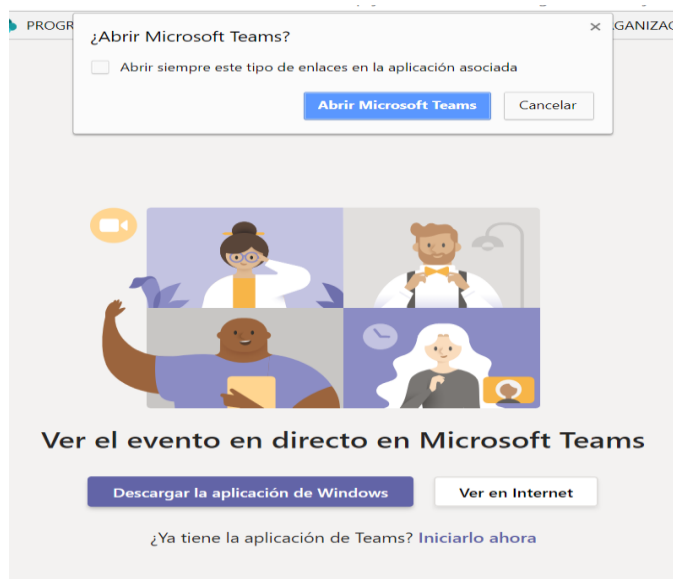 PROGR
¿Abrir Microsoft Teams?
GANIZAC
Abrir siempre este tipo de enlaces en la aplicación asociada
Abrir Microsoft Teams
Cancelar
Ver el evento en directo en Microsoft Teams
Descargar la aplicación de Windows
Ver en Internet
¿Ya tiene la aplicación de Teams? Iniciarlo ahora